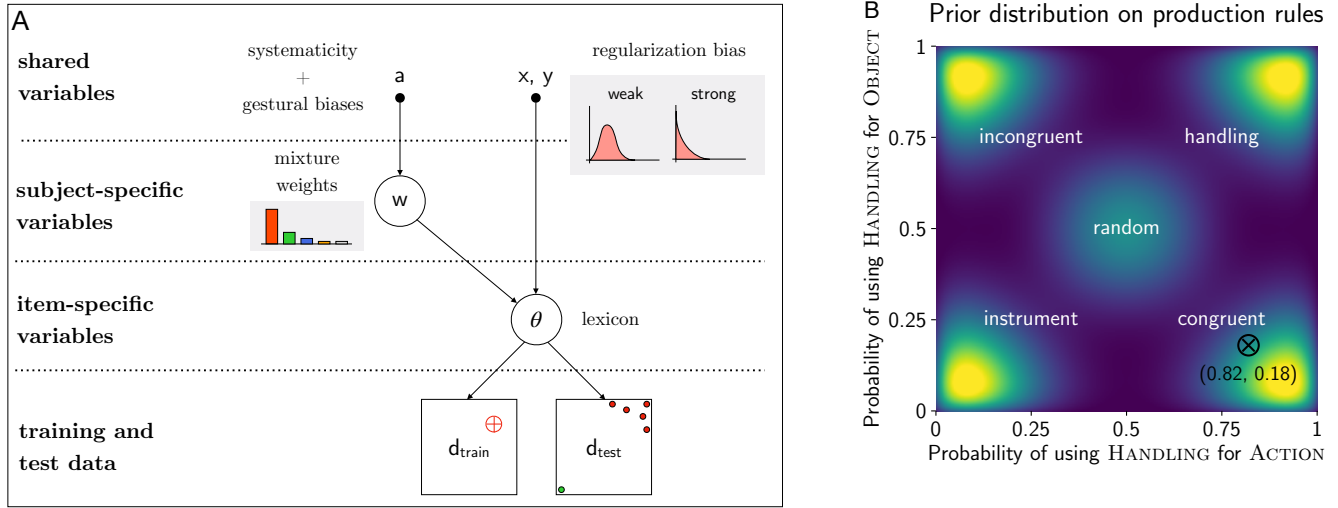 A
shared
variables
systematicity
+
gestural biases
a
x, y
regularization bias
weak
strong
subject-specific
variables
mixture
weights
w
item-specific
variables
θ
lexicon
training and
test data
d_train
d_test
B
Prior distribution on production rules
Probability of using HANDLING for OBJECT
1
0.75
0.5
0.25
0
incongruent
handling
random
instrument
congruent
(0.82, 0.18)
0
0.25
0.5
0.75
1
Probability of using HANDLING for ACTION